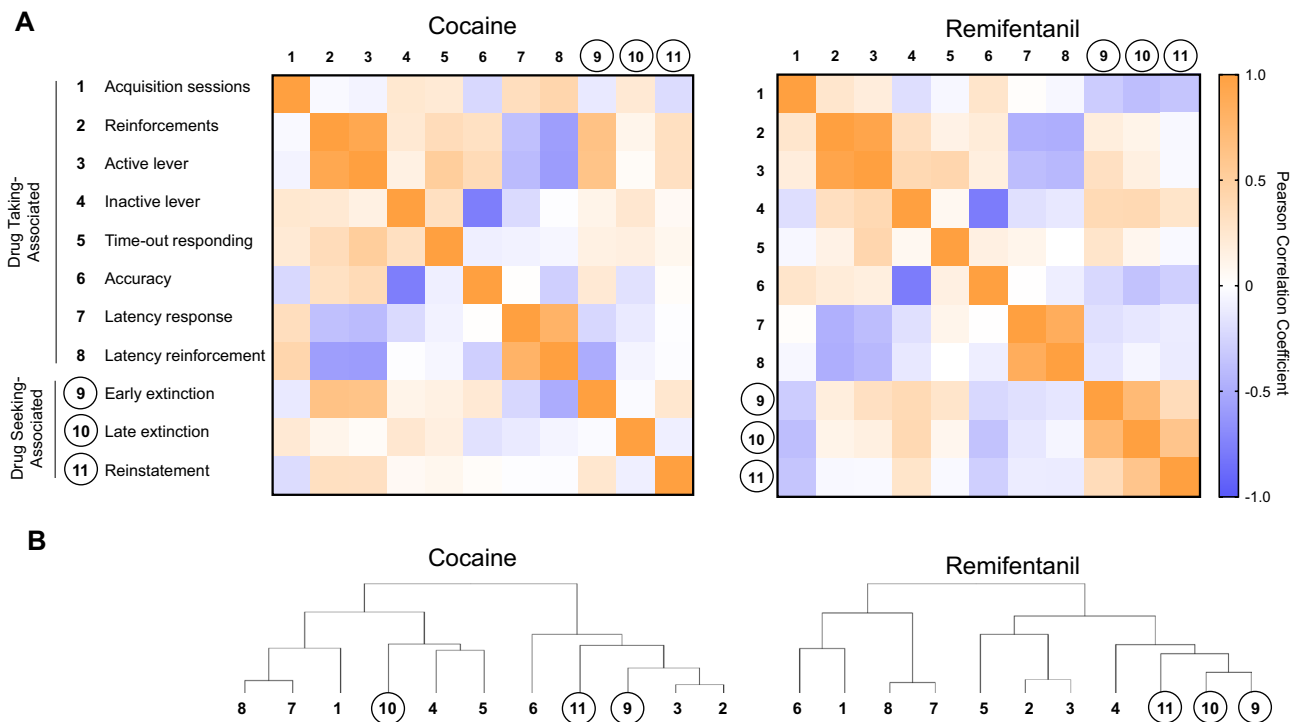 A
Cocaine
Remifentanil
1 2 3 4 5 6 7 8 9 10 11
1 2 3 4 5 6 7 8 9 10 11
Drug Taking-
Associated
1 Acquisition sessions
2 Reinforcements
3 Active lever
4 Inactive lever
5 Time-out responding
6 Accuracy
7 Latency response
8 Latency reinforcement
Drug Seeking-
Associated
9 Early extinction
10 Late extinction
11 Reinstatement
1
2
3
4
5
6
7
8
9
10
11
1.0
0.5
0
-0.5
-1.0
Pearson Correlation Coefficient
B
Cocaine
Remifentanil
8 7 1 10 4 5 6 11 9 3 2
6 1 8 7 5 2 3 4 11 10 9